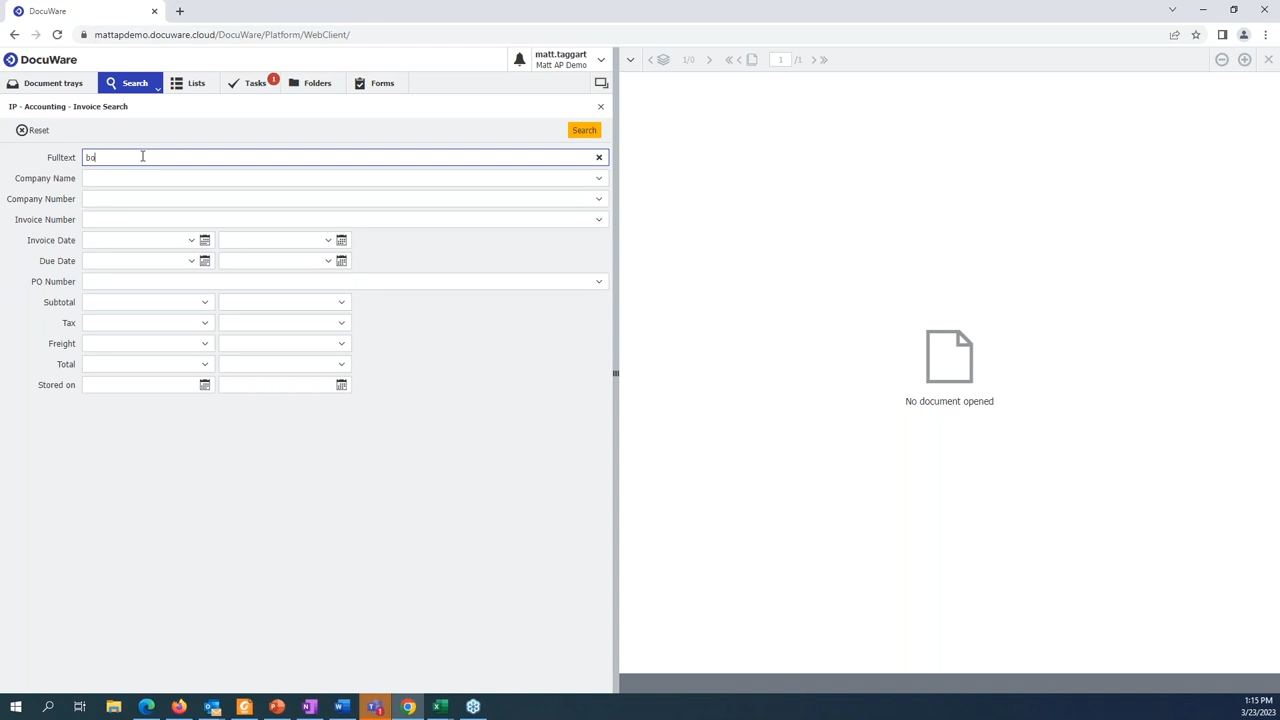 DocuWare
mattapdemo.docuware.cloud/DocuWare/Platform/WebClient/
DocuWare
matt.taggart
Matt AP Demo
1/0
1
/1
Document trays
Search
Lists
Tasks
1
Folders
Forms
IP - Accounting - Invoice Search
Reset
Search
Fulltext
bo
Company Name
Company Number
Invoice Number
Invoice Date
Due Date
PO Number
Subtotal
Tax
Freight
Total
Stored on
No document opened
1:15 PM
3/23/2023